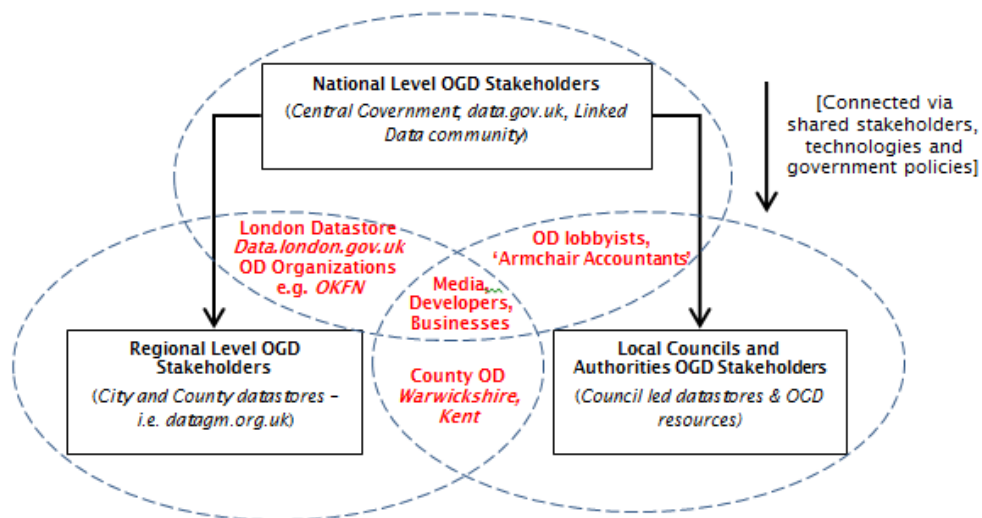 National Level OGD Stakeholders
(Central Government, data.gov.uk, Linked
Data community)
[Connected via
shared stakeholders,
technologies and
government policies]
London Datastore
Data.london.gov.uk
OD Organizations
e.g. OKFN
OD lobbyists,
‘Armchair Accountants’
Media,
Developers,
Businesses
Regional Level OGD
Stakeholders
(City and County datastores –
i.e. datagm.org.uk)
County OD
Warwickshire,
Kent
Local Councils and
Authorities OGD Stakeholders
(Council led datastores & OGD
resources)